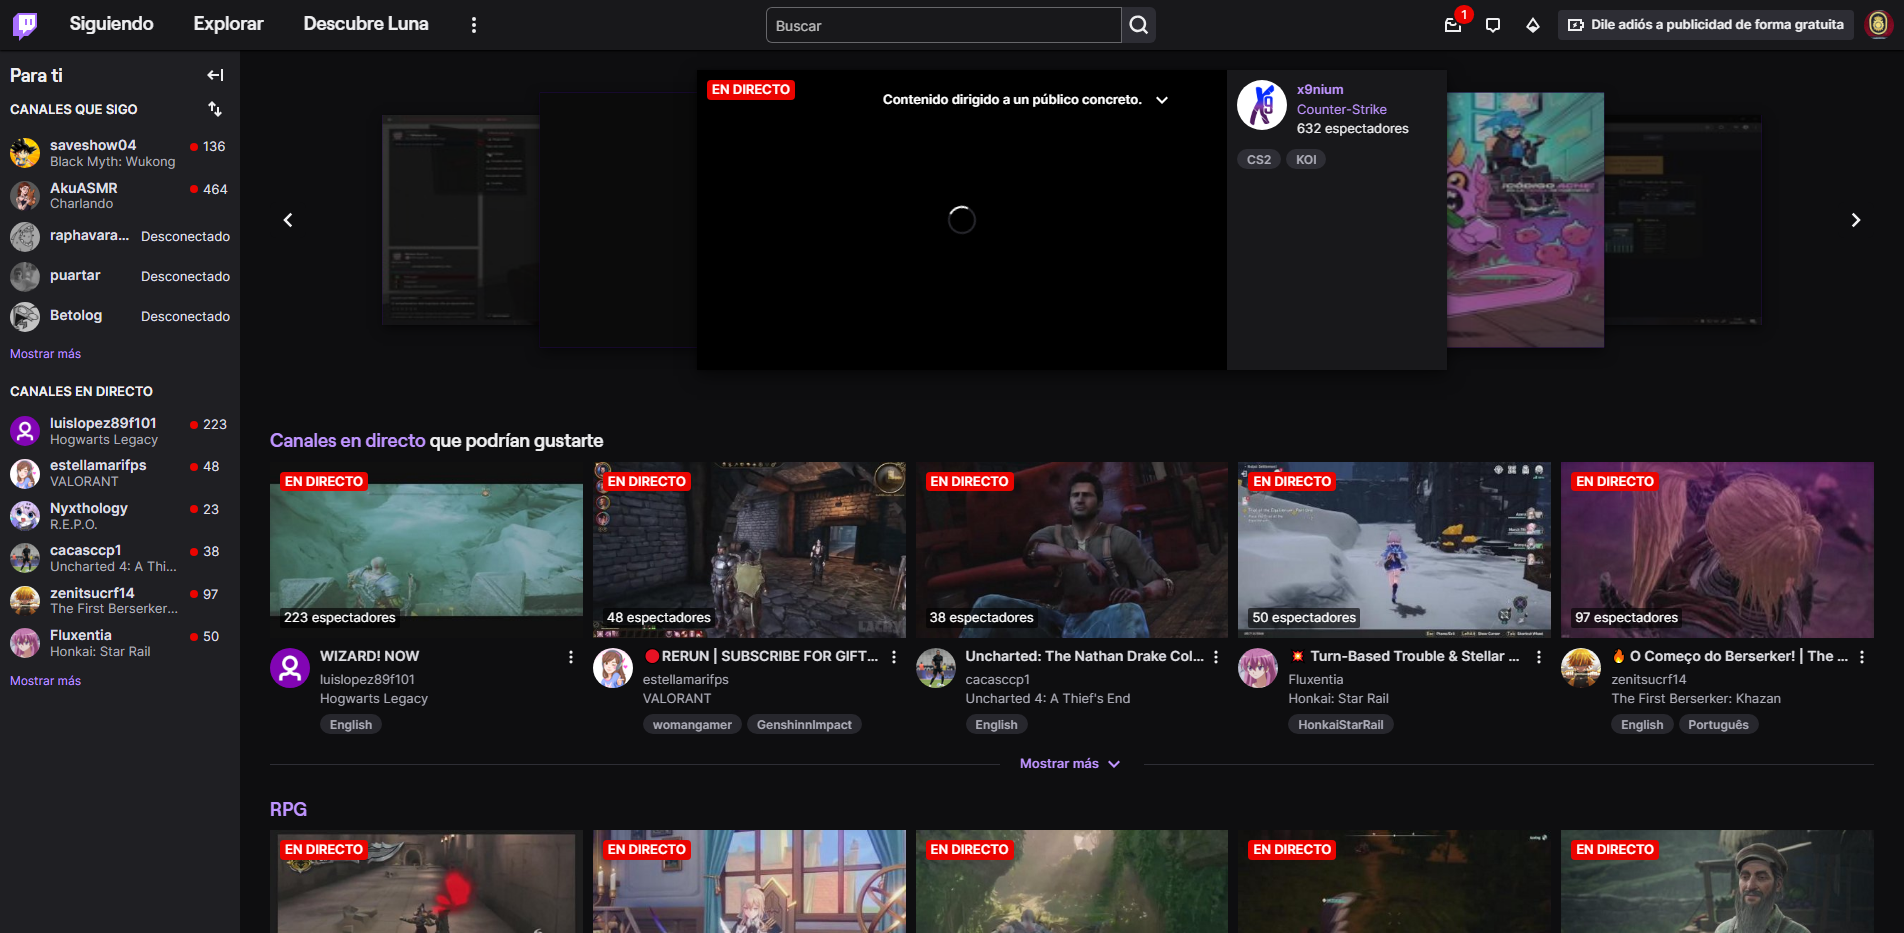 Siguiendo
Explorar
Descubre Luna
Buscar
1
Dile adiós a publicidad de forma gratuita
Para ti
CANALES QUE SIGO
saveshow04
136
Black Myth: Wukong
AkuASMR
464
Charlando
raphavara...
Desconectado
puartar
Desconectado
Betolog
Desconectado
Mostrar más
CANALES EN DIRECTO
luislopez89f101
223
Hogwarts Legacy
estellamarifps
48
VALORANT
Nyxthology
23
R.E.P.O.
cacasccp1
38
Uncharted 4: A Thi...
zenitsucrf14
97
The First Berserker...
Fluxentia
50
Honkai: Star Rail
Mostrar más
EN DIRECTO
Contenido dirigido a un público concreto.
x9nium
Counter-Strike
632 espectadores
CS2
KOI
Canales en directo que podrían gustarte
EN DIRECTO
223 espectadores
WIZARD! NOW
luislopez89f101
Hogwarts Legacy
English
EN DIRECTO
48 espectadores
🔴RERUN | SUBSCRIBE FOR GIFT...
estellamarifps
VALORANT
womangamer
GenshinnImpact
EN DIRECTO
38 espectadores
Uncharted: The Nathan Drake Col...
cacasccp1
Uncharted 4: A Thief's End
English
EN DIRECTO
50 espectadores
💥 Turn-Based Trouble & Stellar ...
Fluxentia
Honkai: Star Rail
HonkaiStarRail
EN DIRECTO
97 espectadores
🔥 O Começo do Berserker! | The ...
zenitsucrf14
The First Berserker: Khazan
English
Português
Mostrar más
RPG
EN DIRECTO
EN DIRECTO
EN DIRECTO
EN DIRECTO
EN DIRECTO